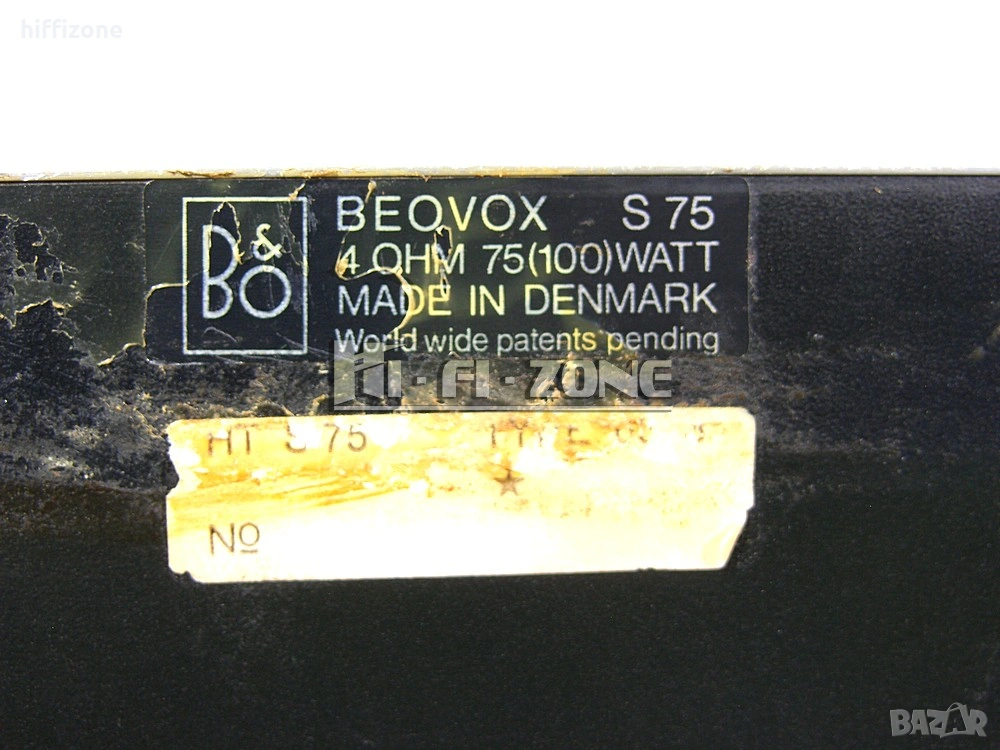 hiffizone
B&O
BEOVOX S 75
4 OHM 75(100)WATT
MADE IN DENMARK
World wide patents pending
HI-FI-ZONE
HT S 75 TYPE
No
BAZAR